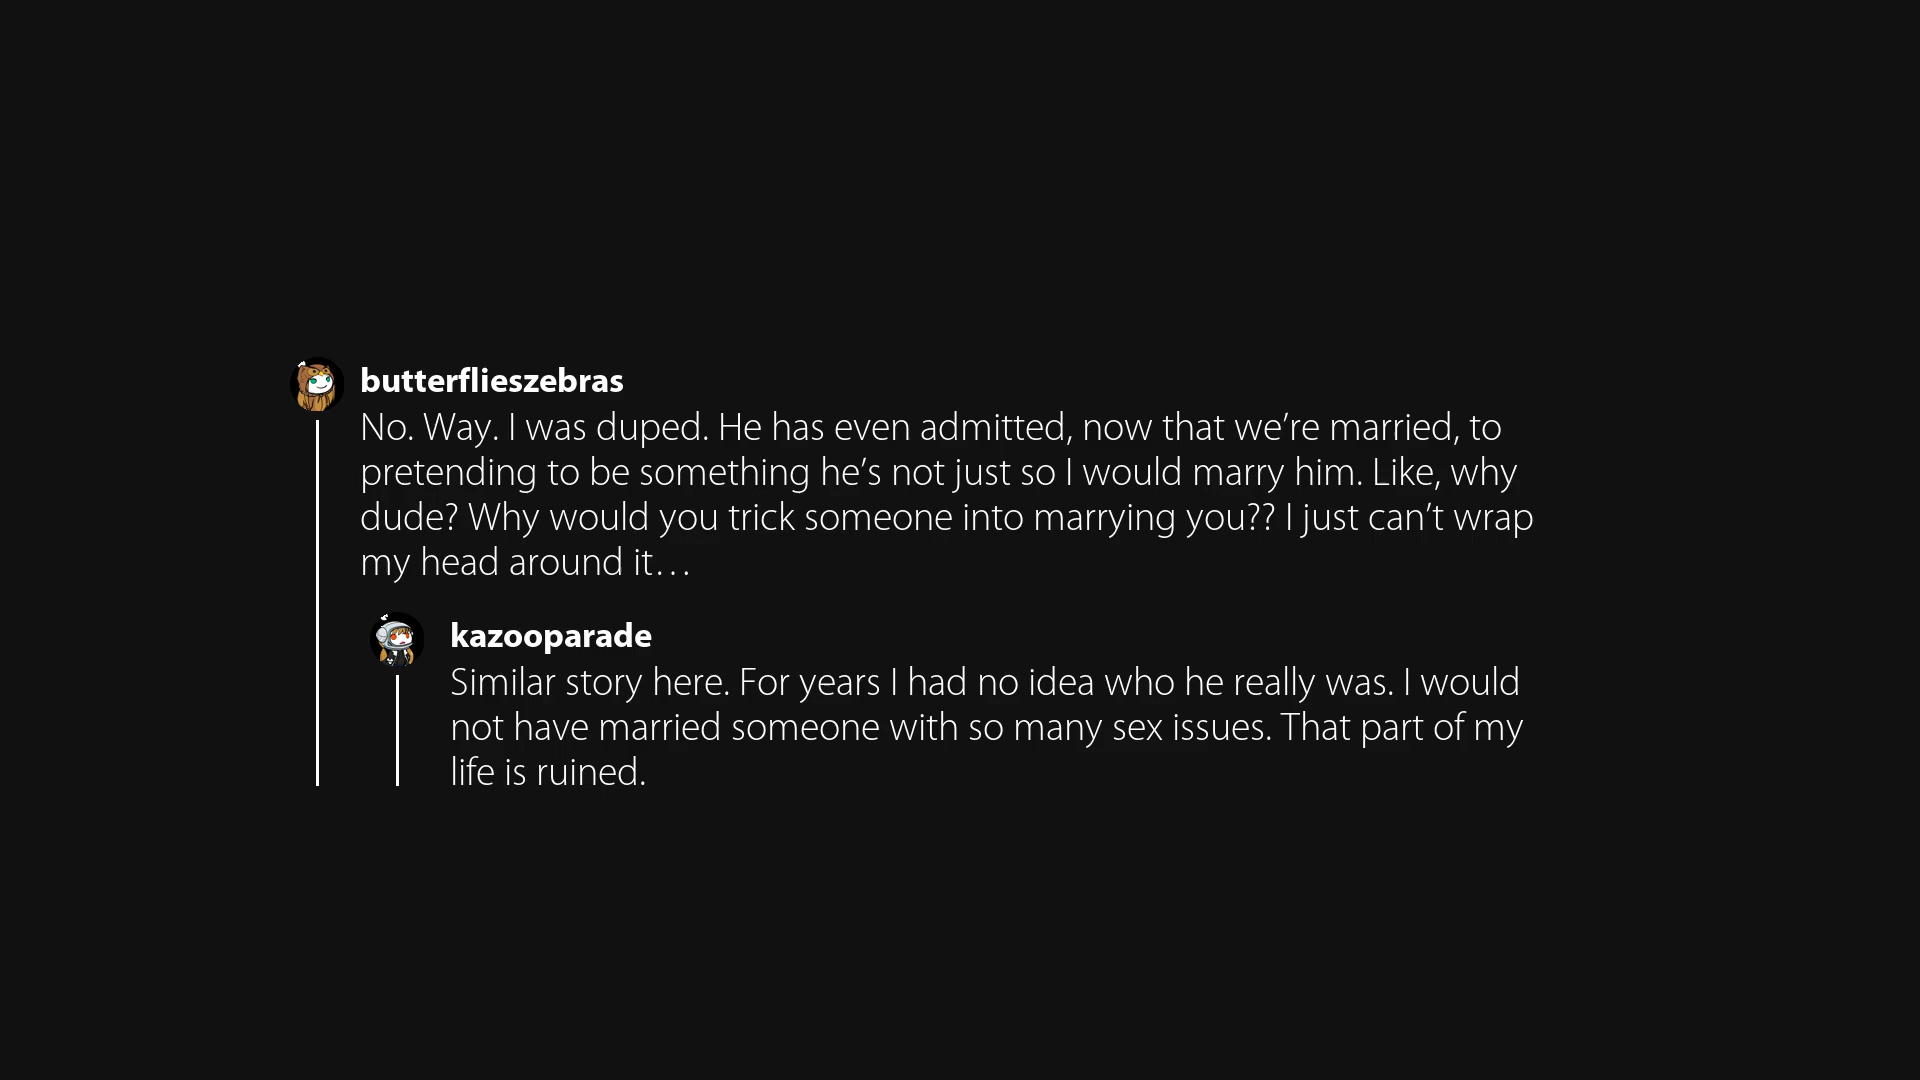 butterflieszebras
No. Way. I was duped. He has even admitted, now that we’re married, to
pretending to be something he’s not just so I would marry him. Like, why
dude? Why would you trick someone into marrying you?? I just can’t wrap
my head around it…
kazooparade
Similar story here. For years I had no idea who he really was. I would
not have married someone with so many sex issues. That part of my
life is ruined.